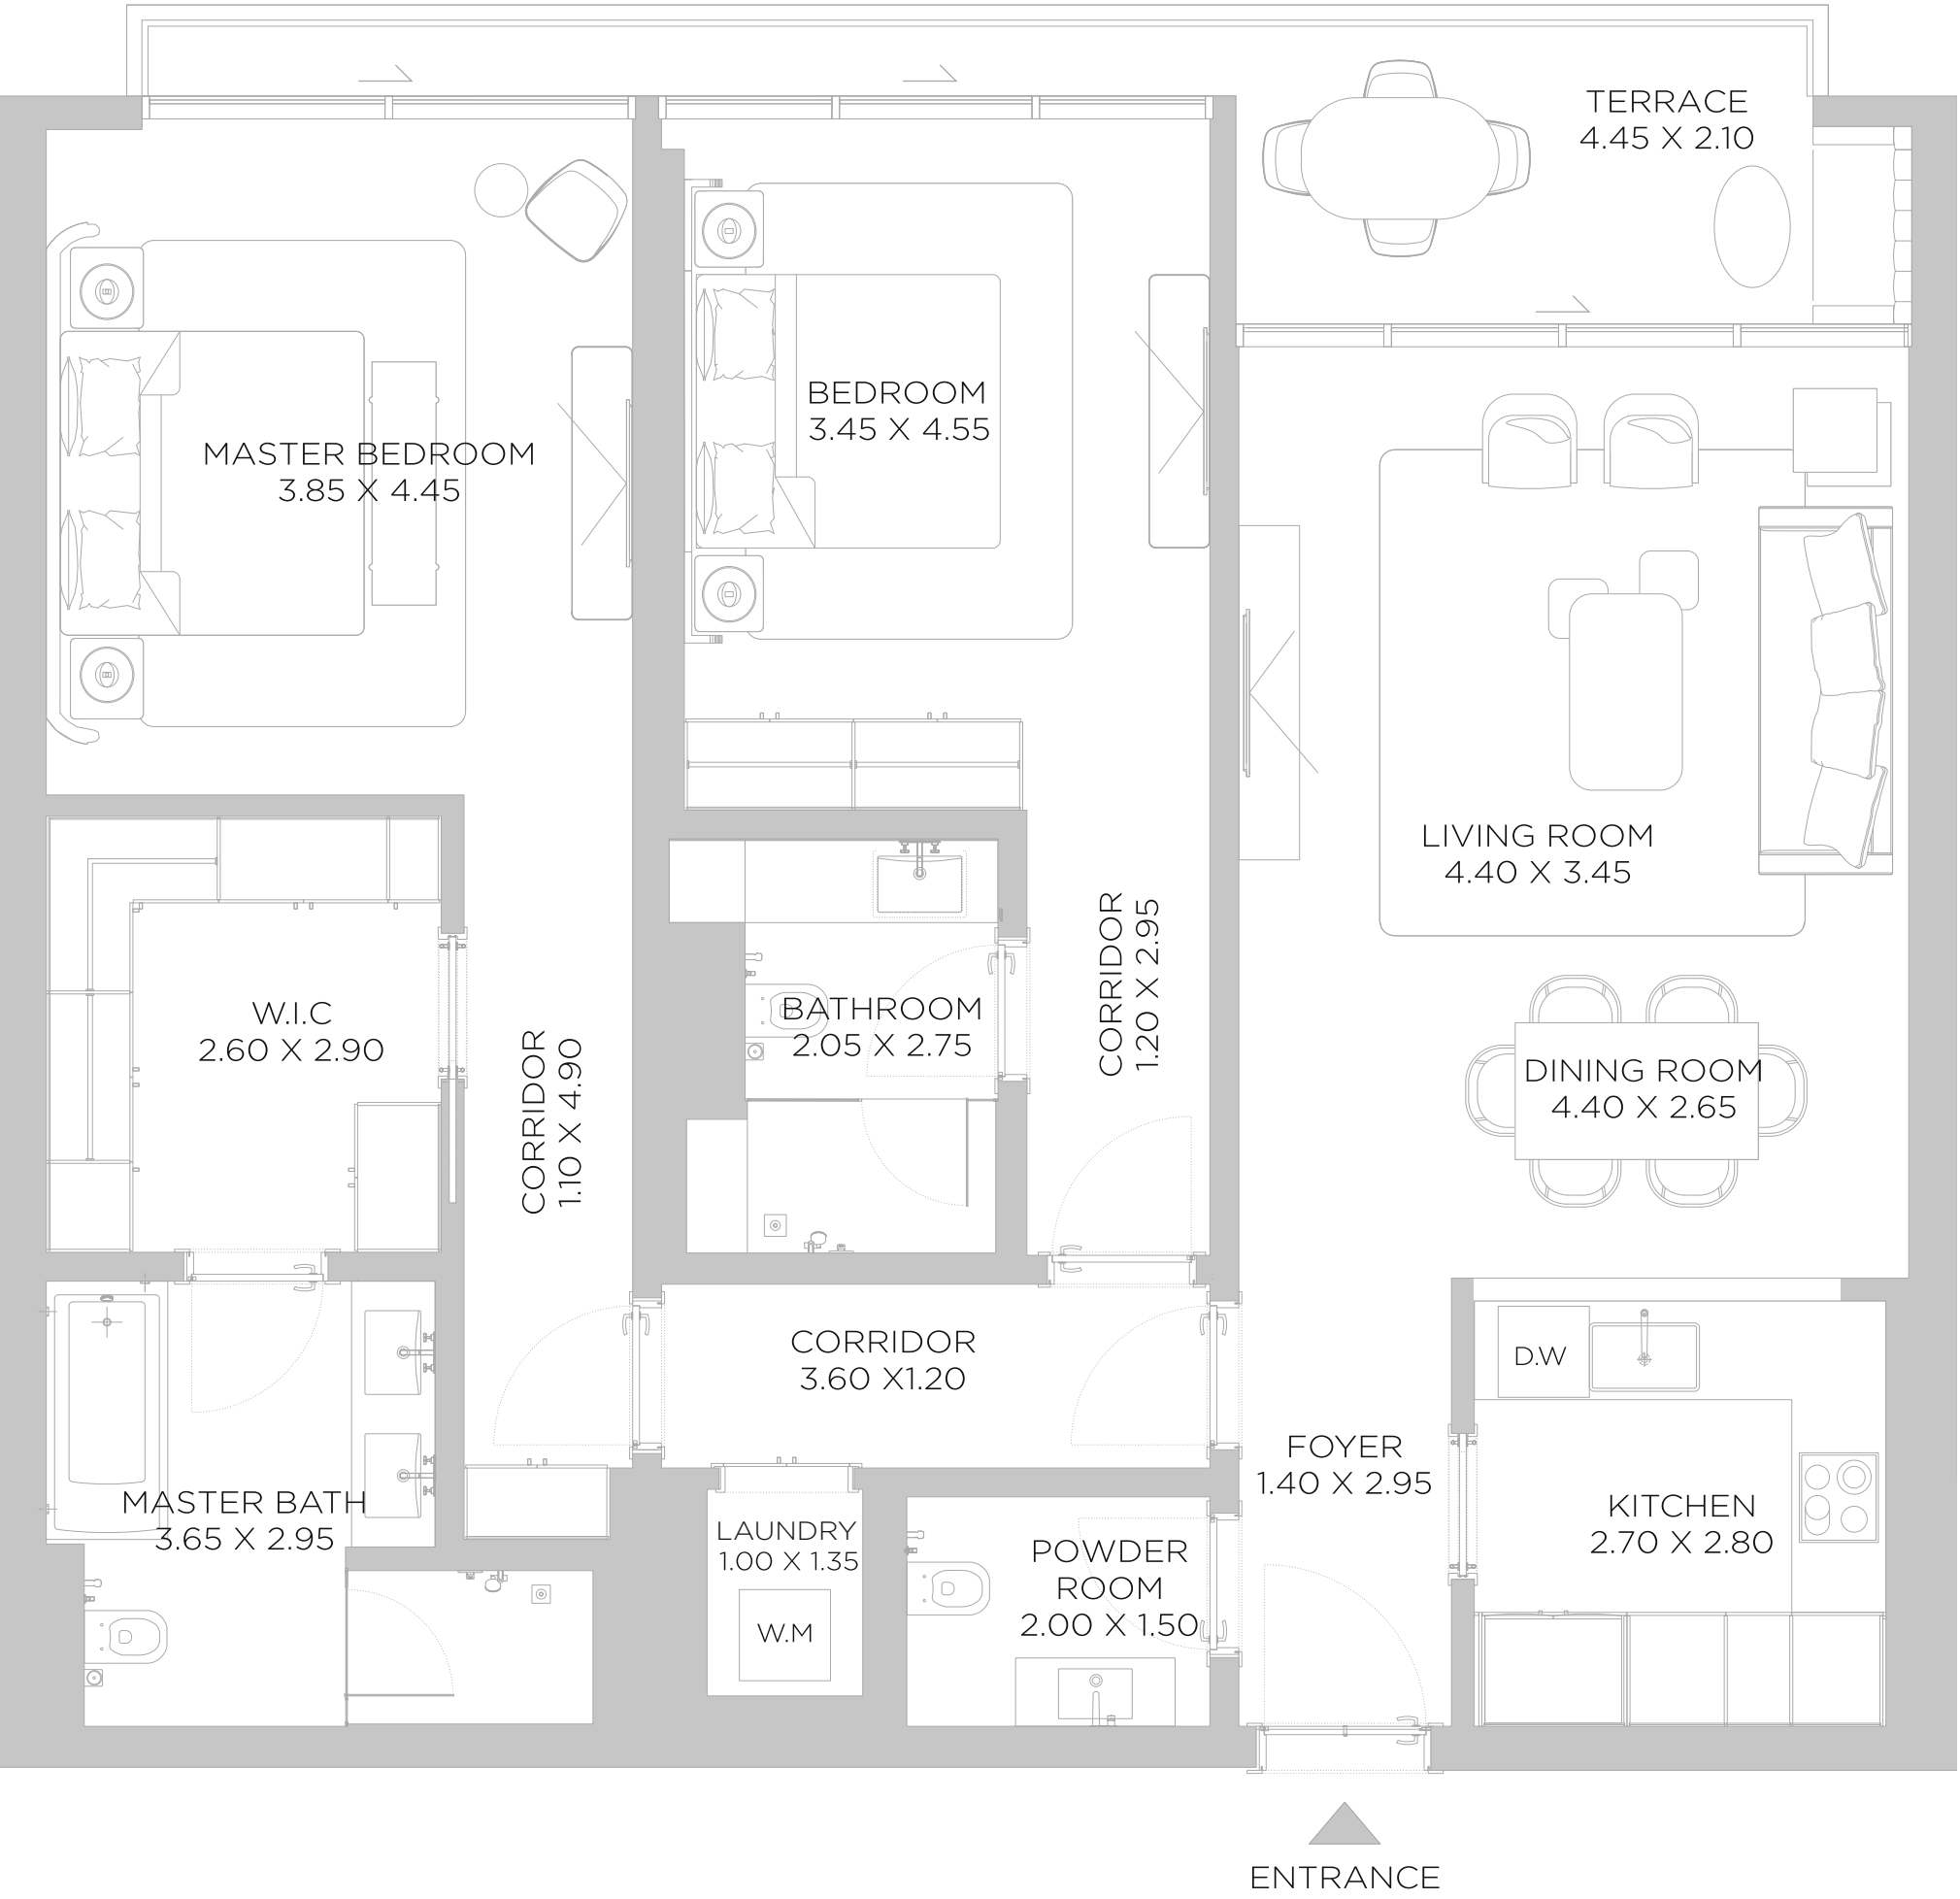 TERRACE
4.45 X 2.10
BEDROOM
3.45 X 4.55
MASTER BEDROOM
3.85 X 4.45
LIVING ROOM
4.40 X 3.45
CORRIDOR
1.20 X 2.95
W.I.C
2.60 X 2.90
BATHROOM
2.05 X 2.75
CORRIDOR
1.10 X 4.90
DINING ROOM
4.40 X 2.65
CORRIDOR
3.60 X1.20
D.W
FOYER
1.40 X 2.95
MASTER BATH
3.65 X 2.95
KITCHEN
2.70 X 2.80
LAUNDRY
1.00 X 1.35
POWDER
ROOM
2.00 X 1.50
W.M
ENTRANCE